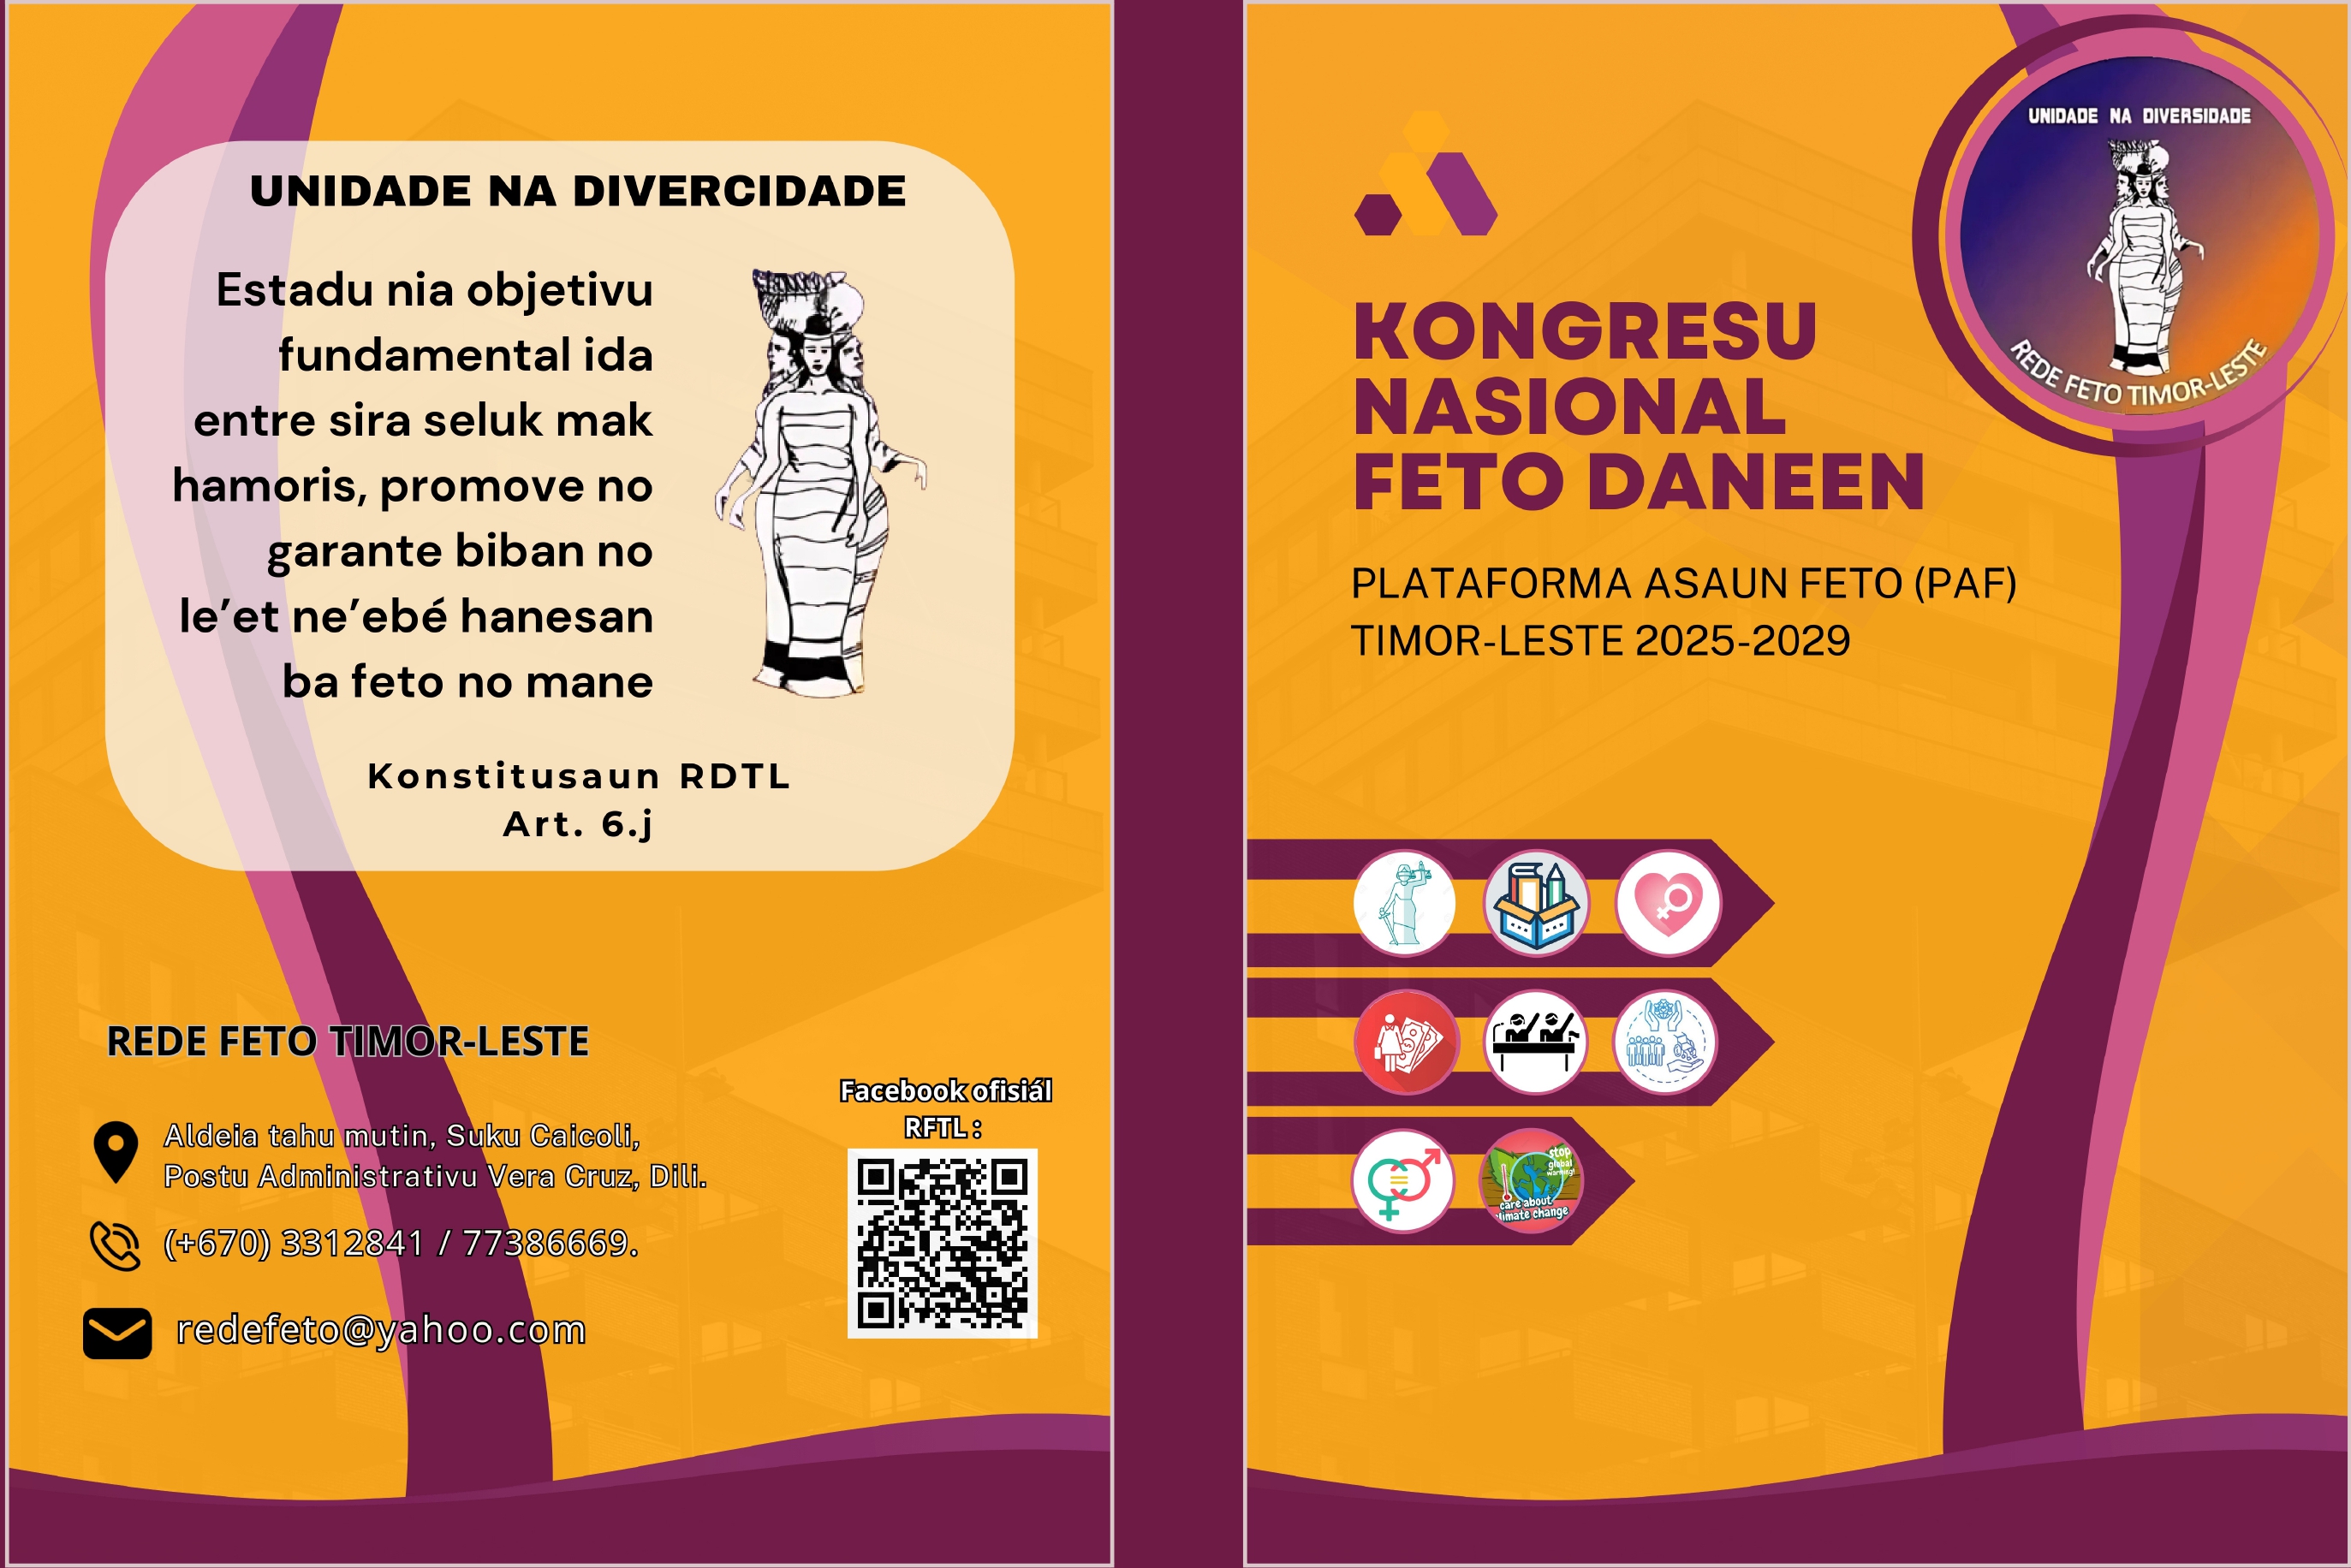 UNIDADE NA DIVERCIDADE
Estadu nia objetivu
fundamental ida
entre sira seluk mak
hamoris, promove no
garante biban no
le’et ne’ebé hanesan
ba feto no mane
Konstitusaun RDTL
Art. 6.j
REDE FETO TIMOR-LESTE
Aldeia tahu mutin, Suku Caicoli,
Postu Administrativu Vera Cruz, Dili.
(+670) 3312841 / 77386669.
redefeto@yahoo.com
Facebook ofisiál
RFTL :
UNIDADE NA DIVERSIDADE
REDE FETO TIMOR-LESTE
KONGRESU
NASIONAL
FETO DANEEN
PLATAFORMA ASAUN FETO (PAF)
TIMOR-LESTE 2025-2029
stop
global
warming!
care about
climate change